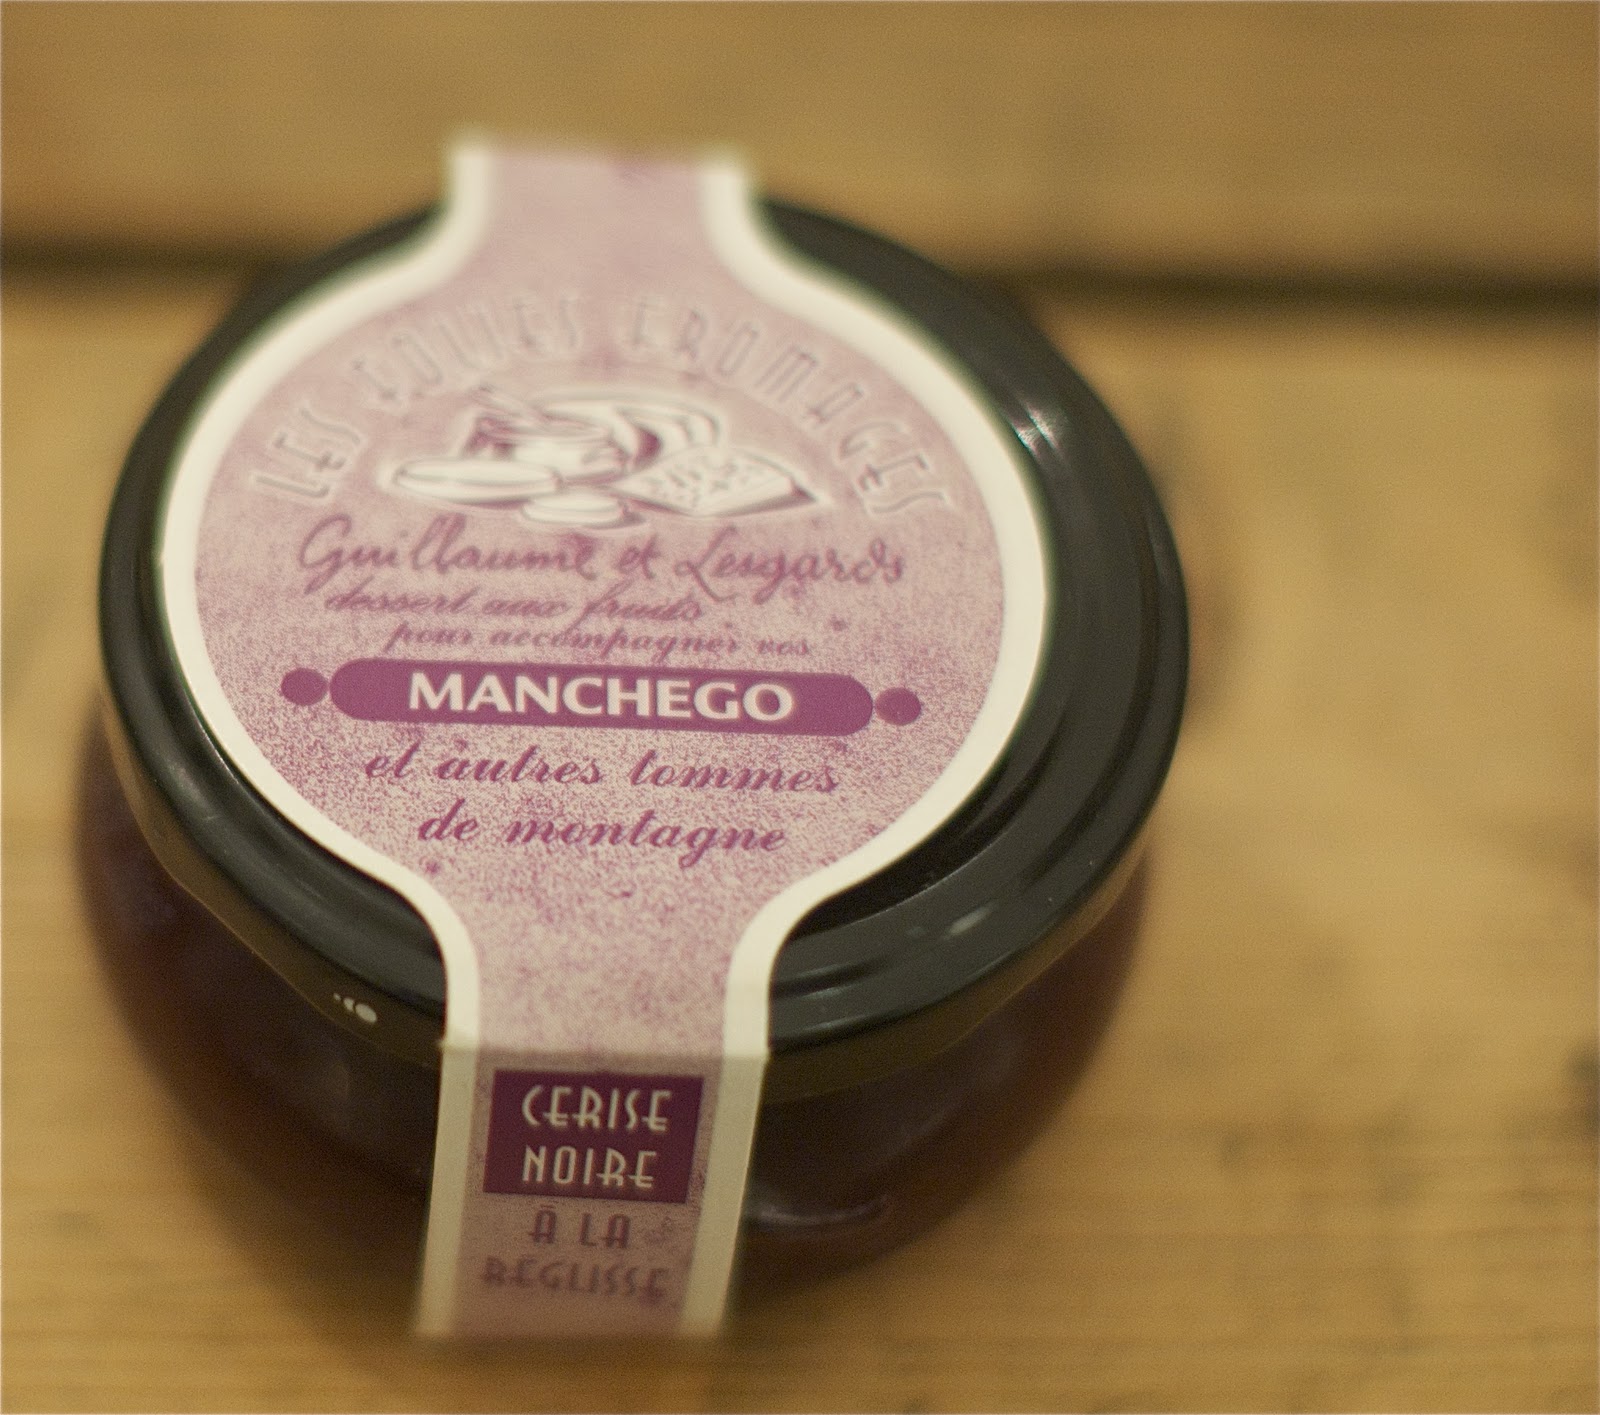 LES FOLIES FROMAGES
Guillaume et Lesgards
dessert aux fruits
pour accompagner vos
MANCHEGO
et autres tommes
de montagne
CERISE
NOIRE
À LA
RÉGLISSE